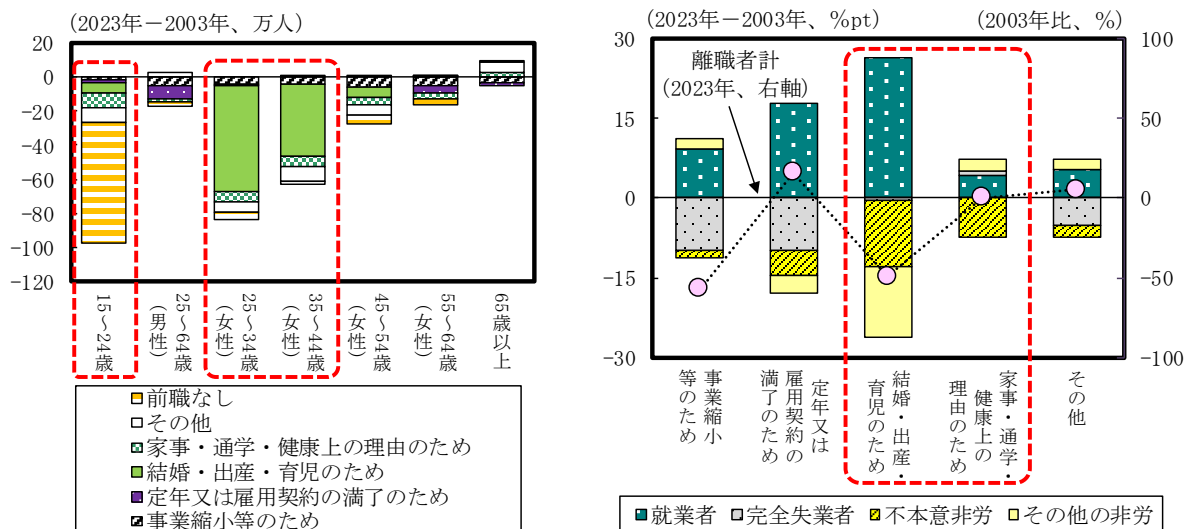 (2023年－2003年、万人)
20
0
-20
-40
-60
-80
-100
-120
15～24歳
25～64歳
(男性)
25～34歳
(女性)
35～44歳
(女性)
45～54歳
(女性)
55～64歳
(女性)
65歳以上
前職なし
その他
家事・通学・健康上の理由のため
結婚・出産・育児のため
定年又は雇用契約の満了のため
事業縮小等のため
(2023年－2003年、%pt)
(2003年比、%)
30
15
0
-15
-30
100
50
0
-50
-100
離職者計
(2023年、右軸)
事業縮小
等のため
定年又は
雇用契約の
満了のため
結婚・出産・
育児のため
家事・通学・
健康上の
理由のため
その他
就業者
完全失業者
不本意非労
その他の非労